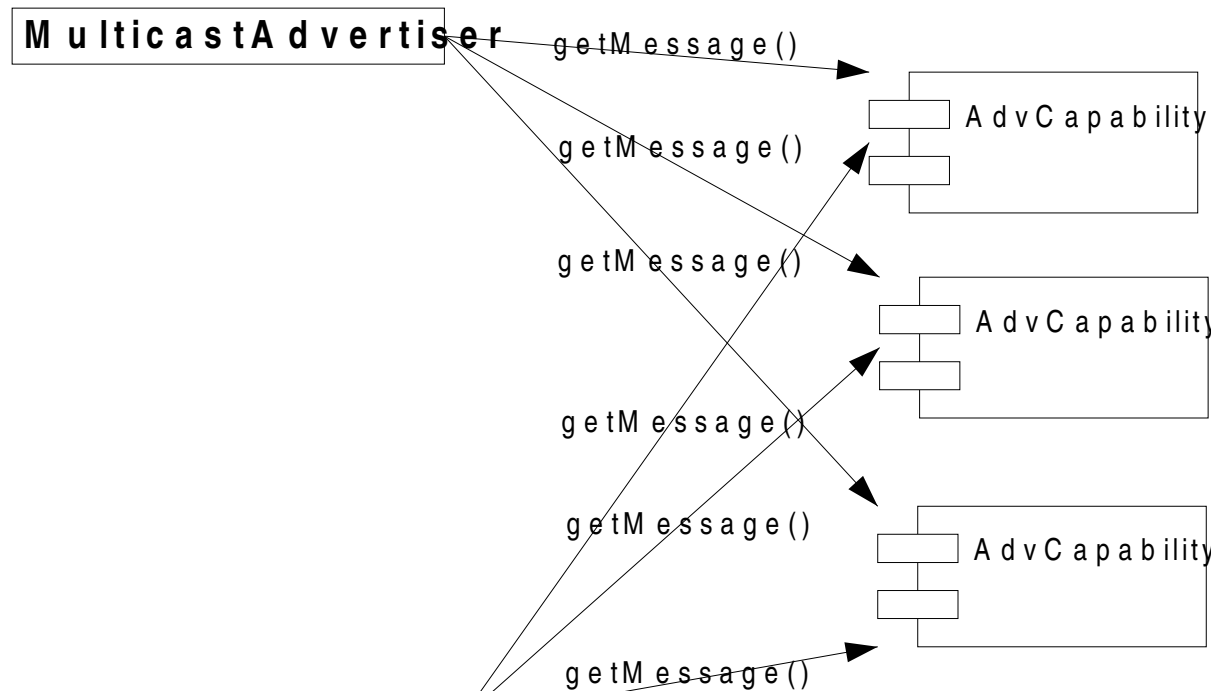 MulticastAdvertiser
getMessage()
AdvCapability
getMessage()
getMessage()
AdvCapability
getMessage()
getMessage()
AdvCapability
getMessage()